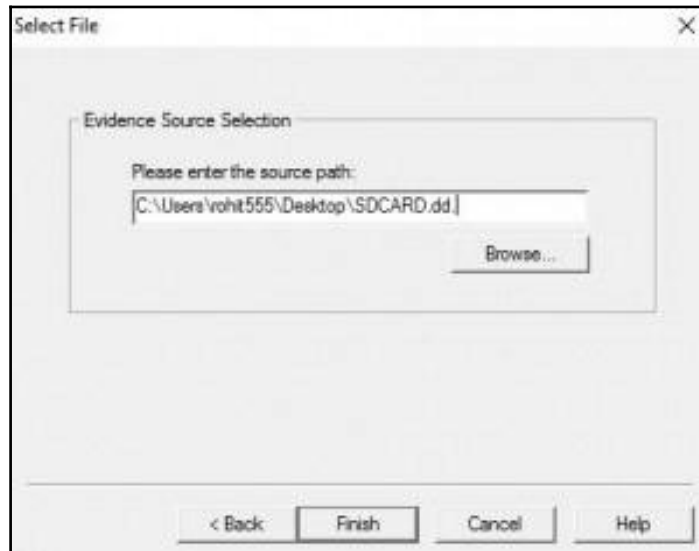 Select File
Evidence Source Selection
Please enter the source path:
C:\Users\rohit555\Desktop\SDCARD.dd.
Browse...
< Back Finish Cancel Help